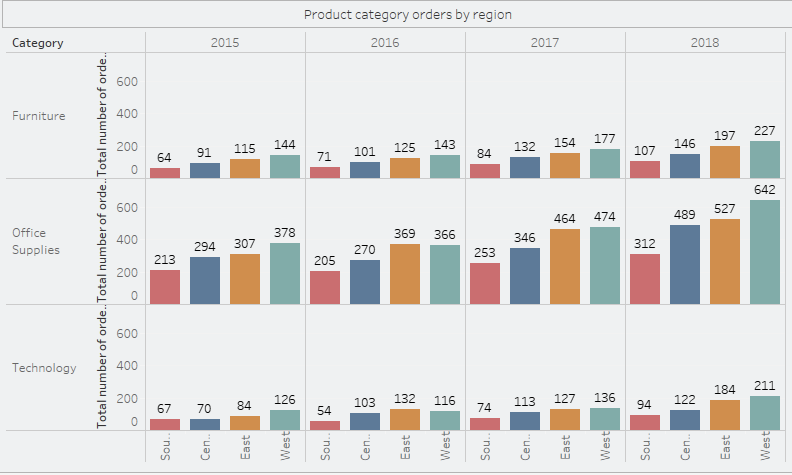 Product category orders by region
Category 2015 2016 2017 2018
Furniture
Total number of orde..
600
400
200
0
64 91 115 144 71 101 125 143 84 132 154 177 107 146 197 227
Office
Supplies
Total number of orde..
600
400
200
0
213 294 307 378 205 270 369 366 253 346 464 474 312 489 527 642
Technology
Total number of orde..
600
400
200
0
67 70 84 126 54 103 132 116 74 113 127 136 94 122 184 211
Sou.. Cen.. East West Sou.. Cen.. East West Sou.. Cen.. East West Sou.. Cen.. East West